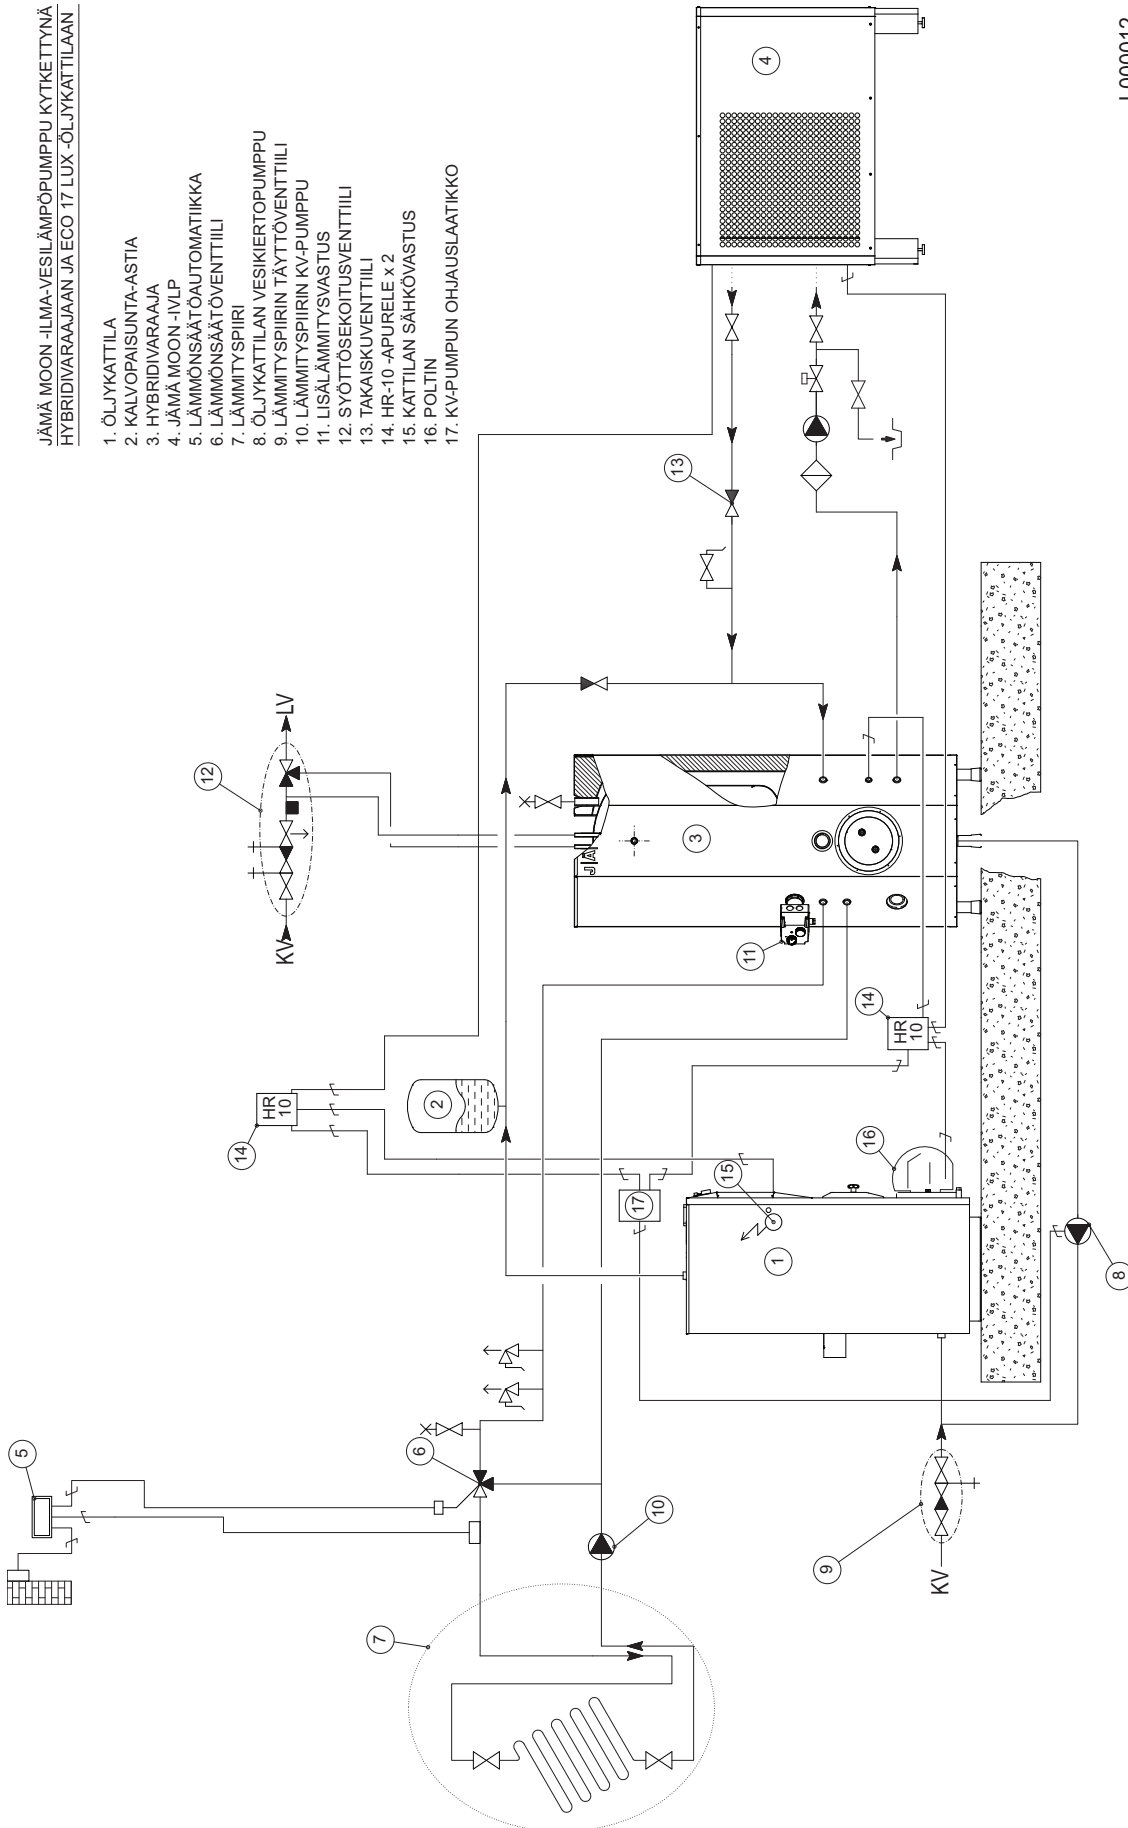 JÄMÄ MOON -ILMA-VESILÄMPÖPUMPPU KYTKETTYNÄ
HYBRIDIVARAAJAAN JA ECO 17 LUX -ÖLJYKATTILAAN
1. ÖLJYKATTILA
2. KALVOPAISUNTA-ASTIA
3. HYBRIDIVARAAJA
4. JÄMÄ MOON -IVLP
5. LÄMMÖNSÄÄTÖAUTOMATIIKKA
6. LÄMMÖNSÄÄTÖVENTTIILI
7. LÄMMITYSPIIRI
8. ÖLJYKATTILAN VESIKIERTOPUMPPU
9. LÄMMITYSPIIRIN TÄYTTÖVENTTIILI
10. LÄMMITYSPIIRIN KV-PUMPPU
11. LISÄLÄMMITYSVASTUS
12. SYÖTTÖSEKOITUSVENTTIILI
13. TAKAISKUVENTTIILI
14. HR-10 -APURELE x 2
15. KATTILAN SÄHKÖVASTUS
16. POLTIN
17. KV-PUMPUN OHJAUSLAATIKKO
5
6
7
10
9
KV
8
1
15
16
17
2
14
HR
10
14
HR
10
12
KV
LV
11
3
JÄ
13
4